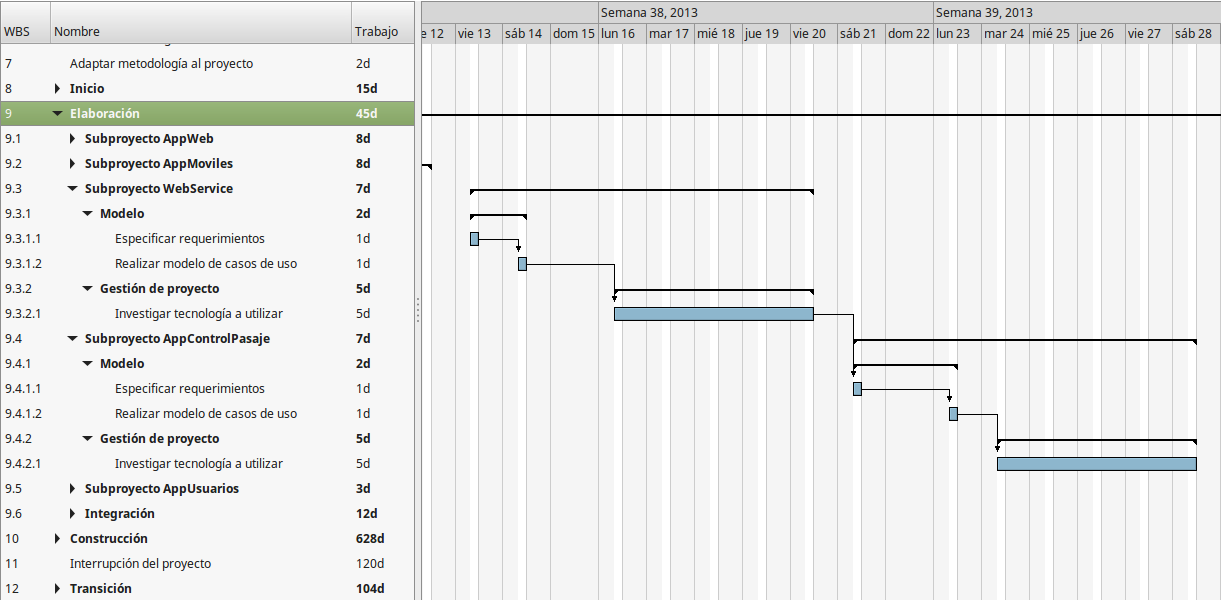 Semana 38, 2013 Semana 39, 2013
WBS Nombre Trabajo
e 12 vie 13 sáb 14 dom 15 lun 16 mar 17 mié 18 jue 19 vie 20 sáb 21 dom 22 lun 23 mar 24 mié 25 jue 26 vie 27 sáb 28
7 Adaptar metodología al proyecto 2d
8 Inicio 15d
9 Elaboración 45d
9.1 Subproyecto AppWeb 8d
9.2 Subproyecto AppMoviles 8d
9.3 Subproyecto WebService 7d
9.3.1 Modelo 2d
9.3.1.1 Especificar requerimientos 1d
9.3.1.2 Realizar modelo de casos de uso 1d
9.3.2 Gestión de proyecto 5d
9.3.2.1 Investigar tecnología a utilizar 5d
9.4 Subproyecto AppControlPasaje 7d
9.4.1 Modelo 2d
9.4.1.1 Especificar requerimientos 1d
9.4.1.2 Realizar modelo de casos de uso 1d
9.4.2 Gestión de proyecto 5d
9.4.2.1 Investigar tecnología a utilizar 5d
9.5 Subproyecto AppUsuarios 3d
9.6 Integración 12d
10 Construcción 628d
11 Interrupción del proyecto 120d
12 Transición 104d